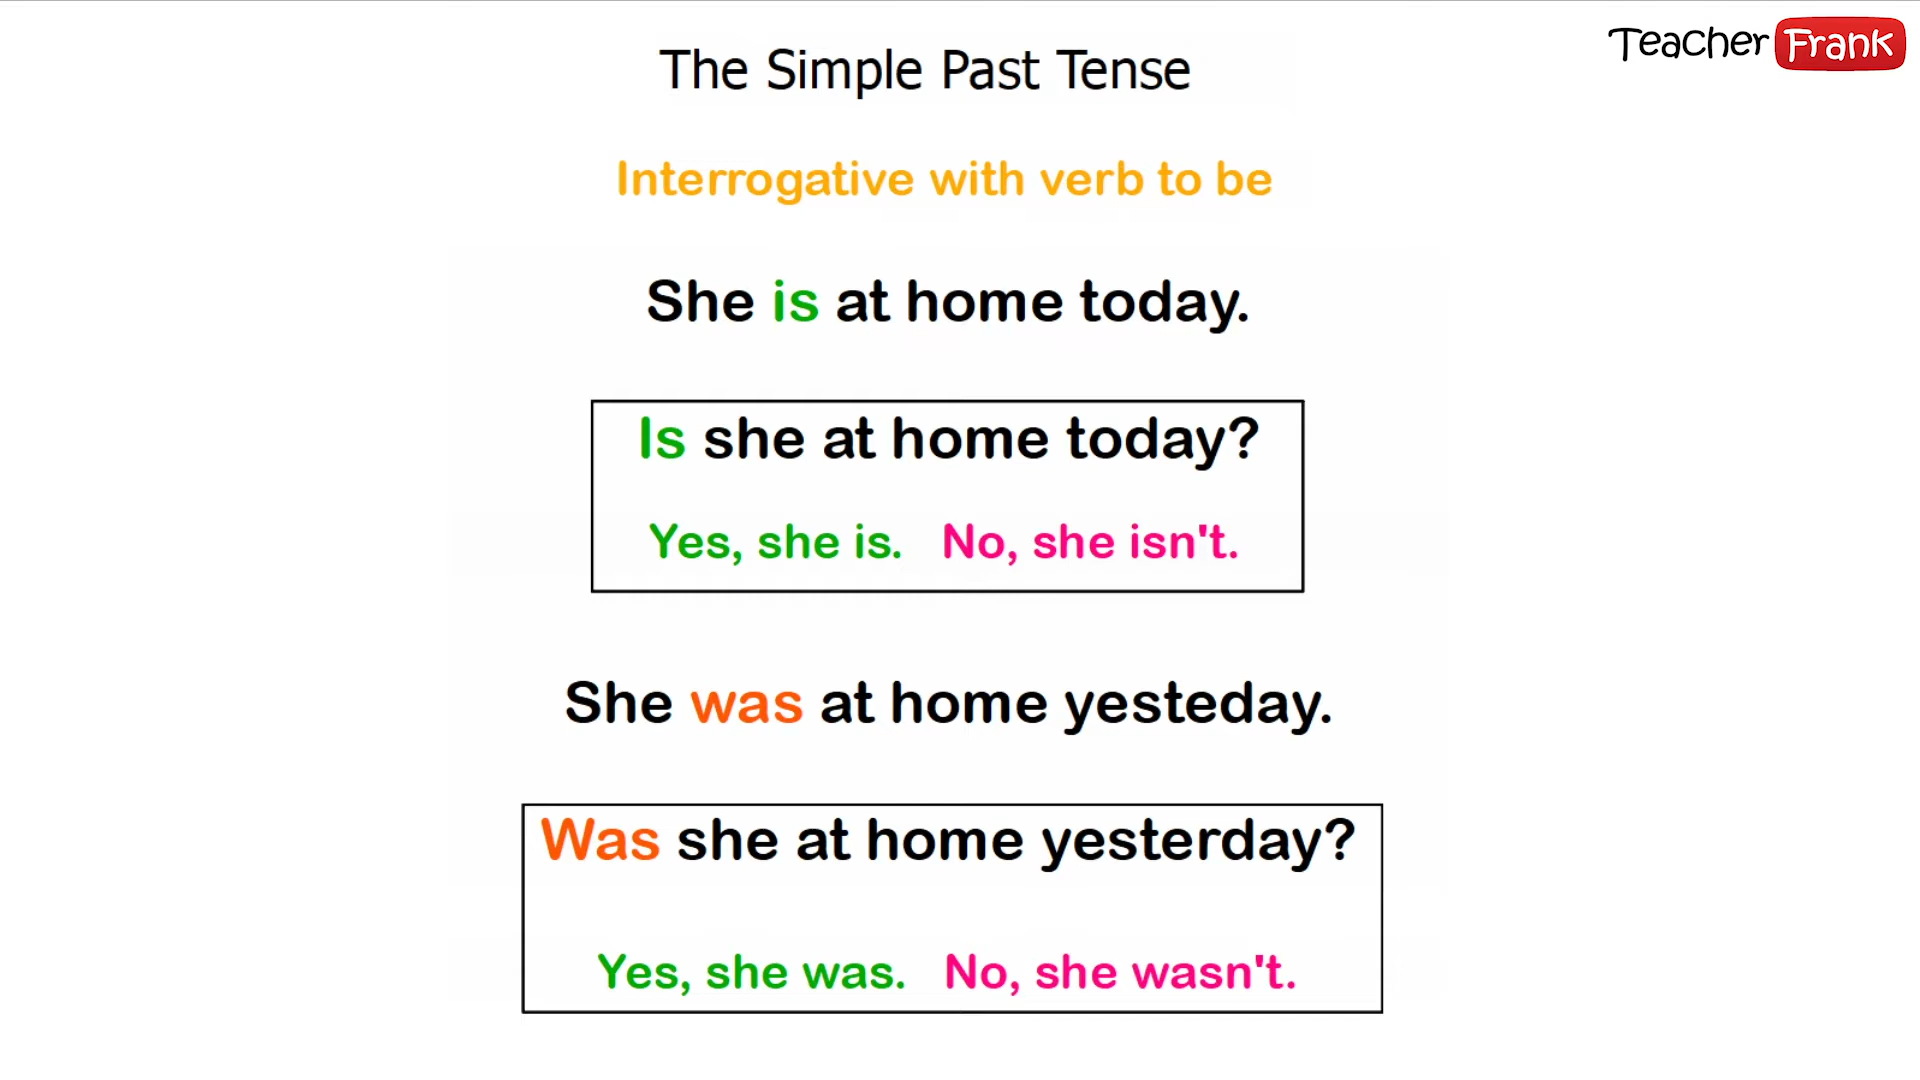 Teacher Frank
The Simple Past Tense
Interrogative with verb to be
She is at home today.
Is she at home today?
Yes, she is. No, she isn't.
She was at home yesteday.
Was she at home yesterday?
Yes, she was. No, she wasn't.